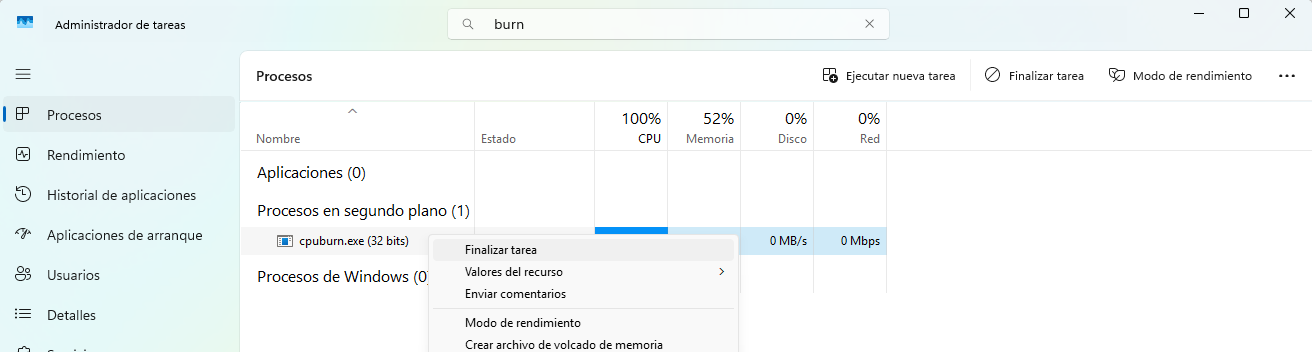 Administrador de tareas
burn
Procesos
Ejecutar nueva tarea
Finalizar tarea
Modo de rendimiento
Procesos
Rendimiento
Historial de aplicaciones
Aplicaciones de arranque
Usuarios
Detalles
100% 52% 0% 0%
Nombre Estado CPU Memoria Disco Red
Aplicaciones (0)
Procesos en segundo plano (1)
cpuburn.exe (32 bits) 0 MB/s 0 Mbps
Procesos de Windows (0)
Finalizar tarea
Valores del recurso
Enviar comentarios
Modo de rendimiento
Crear archivo de volcado de memoria